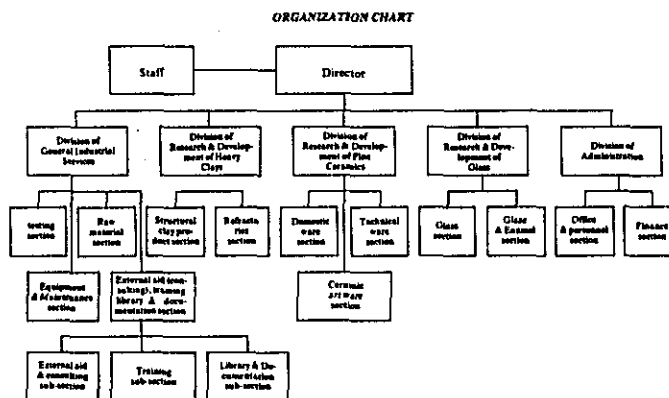 ORGANIZATION CHART
Staff
Director
Division of
General Industrial
Services
Division of
Research & Develop-
ment of Heavy
Clays
Division of
Research & Develop-
ment of Fine
Ceramics
Division of
Research & Deve-
lopment of
Glass
Division of
Administration
testing
section
Raw
material
section
Structural
clay pro-
duct section
Refracto-
ries
section
Domestic
ware
section
Technical
ware
section
Glass
section
Glaze
& Enamel
section
Office
& personnel
section
Finance
section
Equipment
& Maintenance
section
External aid (con-
sulting), training
library & docu-
mentation section
Ceramic
art ware
section
External aid
& consulting
sub-section
Training
sub-section
Library & Do-
cumentation
sub-section